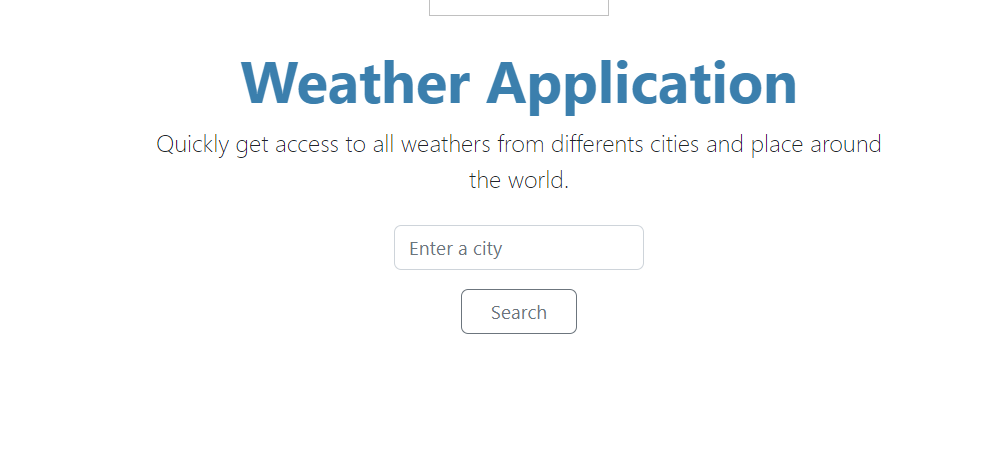 Weather Application
Quickly get access to all weathers from differents cities and place around
the world.
Enter a city
Search